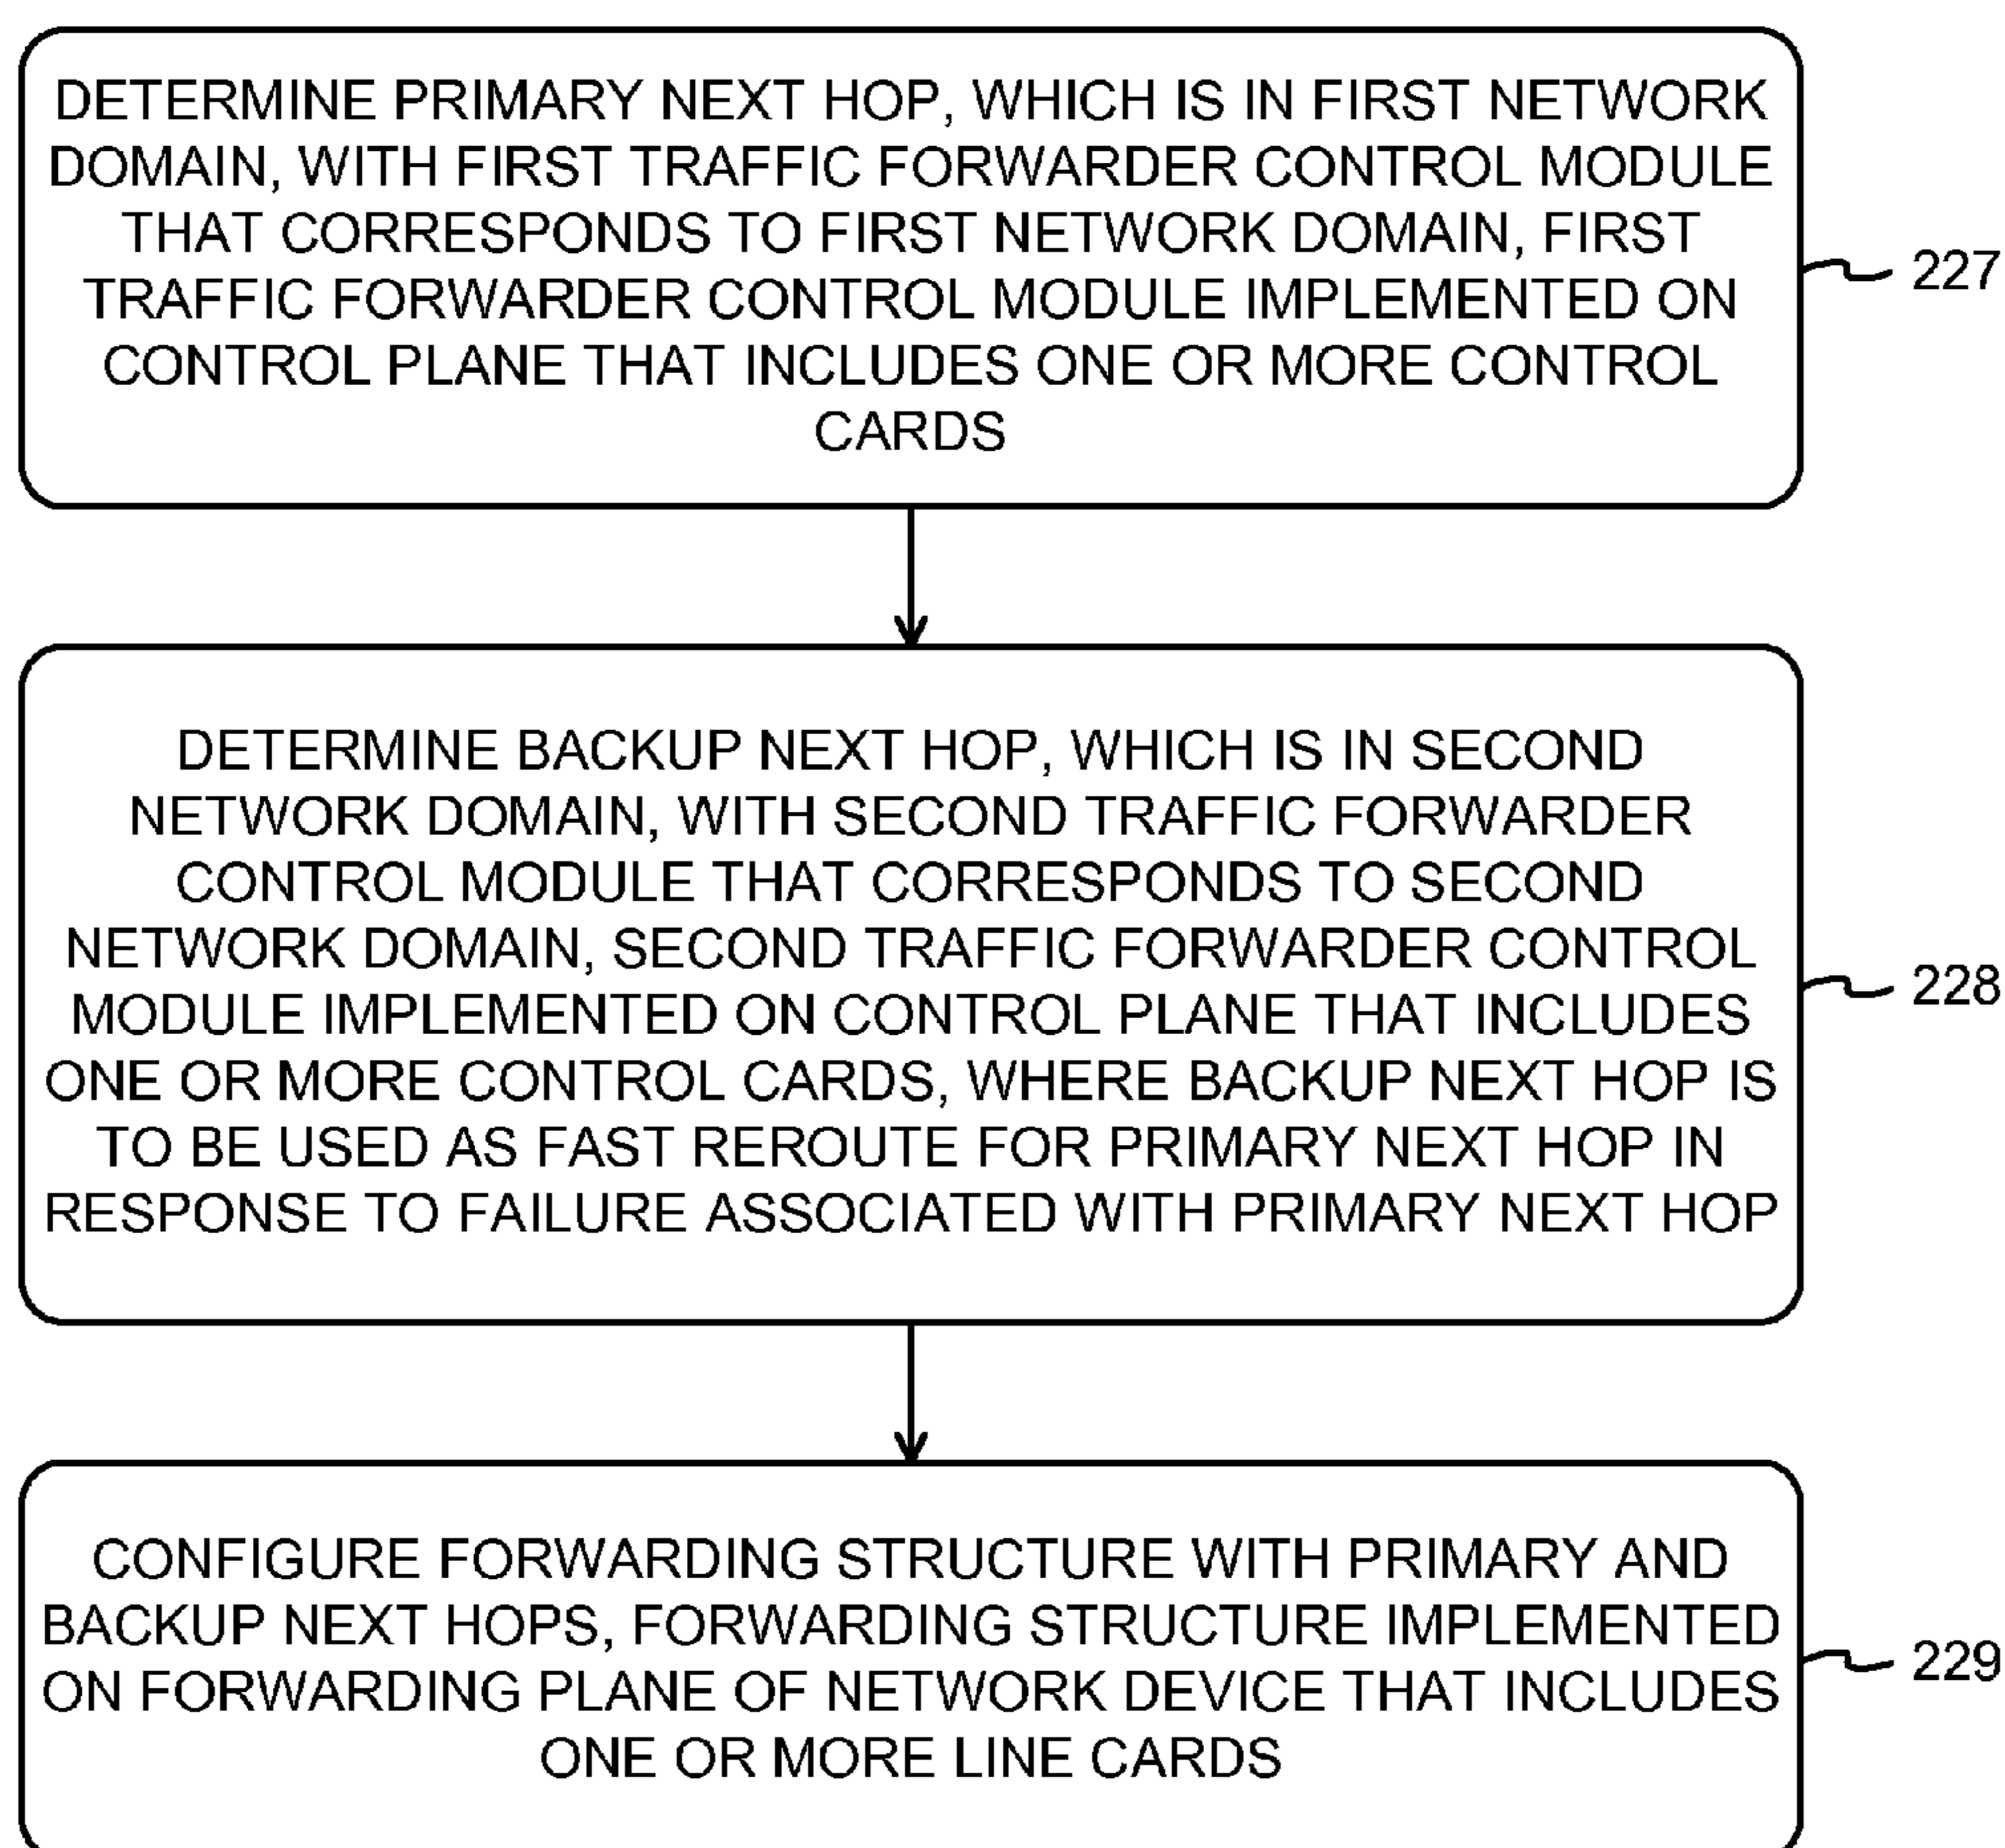 DETERMINE PRIMARY NEXT HOP, WHICH IS IN FIRST NETWORK
DOMAIN, WITH FIRST TRAFFIC FORWARDER CONTROL MODULE
THAT CORRESPONDS TO FIRST NETWORK DOMAIN, FIRST
TRAFFIC FORWARDER CONTROL MODULE IMPLEMENTED ON
CONTROL PLANE THAT INCLUDES ONE OR MORE CONTROL
CARDS
227
DETERMINE BACKUP NEXT HOP, WHICH IS IN SECOND
NETWORK DOMAIN, WITH SECOND TRAFFIC FORWARDER
CONTROL MODULE THAT CORRESPONDS TO SECOND
NETWORK DOMAIN, SECOND TRAFFIC FORWARDER CONTROL
MODULE IMPLEMENTED ON CONTROL PLANE THAT INCLUDES
ONE OR MORE CONTROL CARDS, WHERE BACKUP NEXT HOP IS
TO BE USED AS FAST REROUTE FOR PRIMARY NEXT HOP IN
RESPONSE TO FAILURE ASSOCIATED WITH PRIMARY NEXT HOP
228
CONFIGURE FORWARDING STRUCTURE WITH PRIMARY AND
BACKUP NEXT HOPS, FORWARDING STRUCTURE IMPLEMENTED
ON FORWARDING PLANE OF NETWORK DEVICE THAT INCLUDES
ONE OR MORE LINE CARDS
229